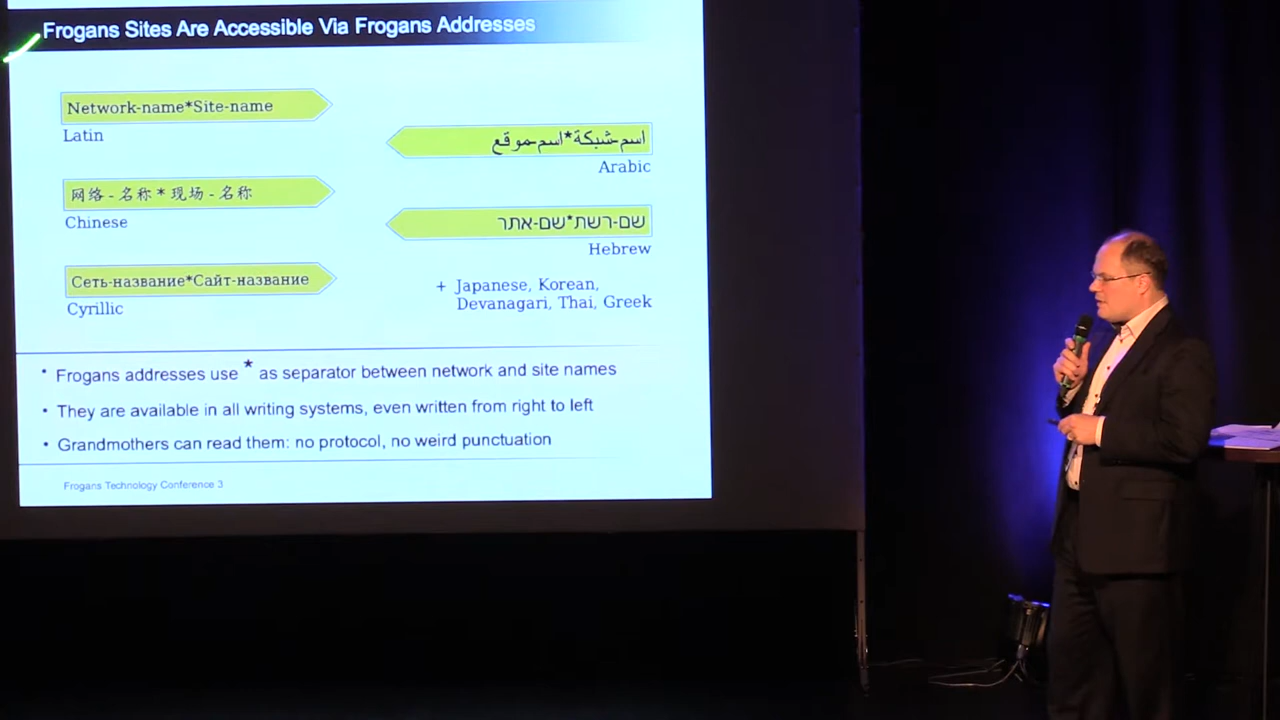 Frogans Sites Are Accessible Via Frogans Addresses
Network-name*Site-name
Latin
网络-名称*现场-名称
Chinese
Сеть-название*Сайт-название
Cyrillic
اسم-شبكة*اسم-موقع
Arabic
שם-רשת*שם-אתר
Hebrew
+ Japanese, Korean,
Devanagari, Thai, Greek
• Frogans addresses use * as separator between network and site names
• They are available in all writing systems, even written from right to left
• Grandmothers can read them: no protocol, no weird punctuation
Frogans Technology Conference 3